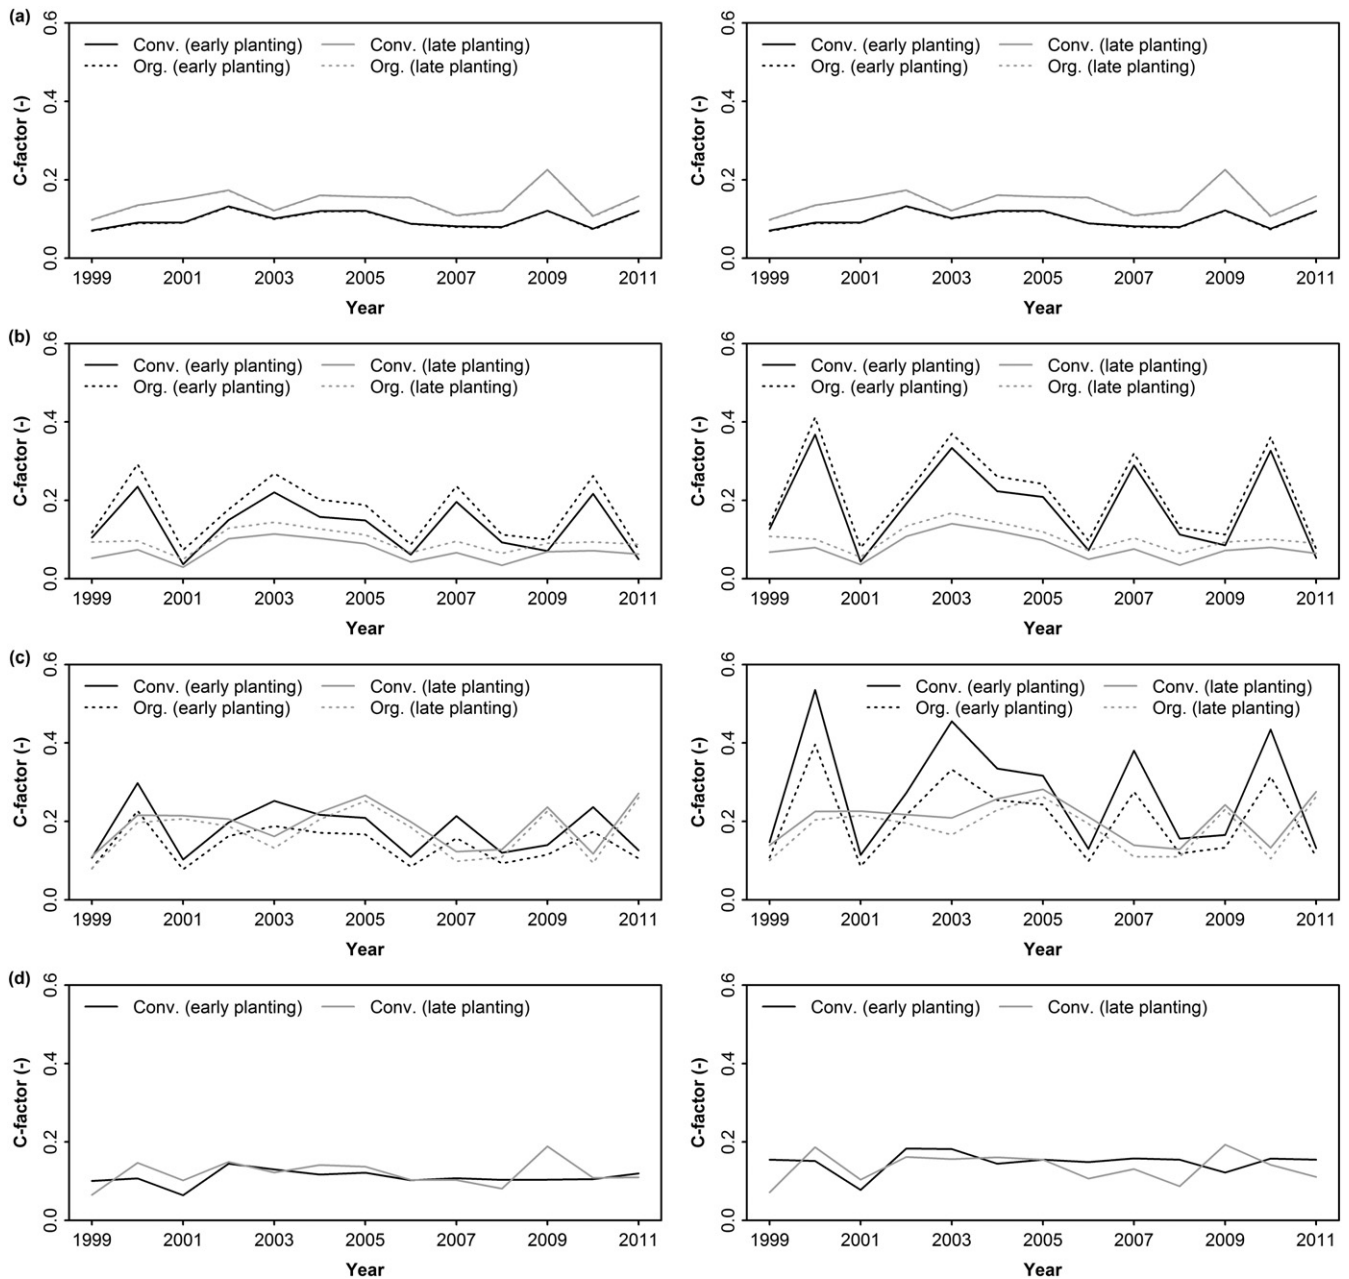 (a)
0.6
0.4
0.2
0.0
C-factor (-)
Conv. (early planting) Conv. (late planting)
Org. (early planting) Org. (late planting)
1999 2001 2003 2005 2007 2009 2011
Year
0.6
0.4
0.2
0.0
C-factor (-)
Conv. (early planting) Conv. (late planting)
Org. (early planting) Org. (late planting)
1999 2001 2003 2005 2007 2009 2011
Year
(b)
0.6
0.4
0.2
0.0
C-factor (-)
Conv. (early planting) Conv. (late planting)
Org. (early planting) Org. (late planting)
1999 2001 2003 2005 2007 2009 2011
Year
0.6
0.4
0.2
0.0
C-factor (-)
Conv. (early planting) Conv. (late planting)
Org. (early planting) Org. (late planting)
1999 2001 2003 2005 2007 2009 2011
Year
(c)
0.6
0.4
0.2
0.0
C-factor (-)
Conv. (early planting) Conv. (late planting)
Org. (early planting) Org. (late planting)
1999 2001 2003 2005 2007 2009 2011
Year
0.6
0.4
0.2
0.0
C-factor (-)
Conv. (early planting) Conv. (late planting)
Org. (early planting) Org. (late planting)
1999 2001 2003 2005 2007 2009 2011
Year
(d)
0.6
0.4
0.2
0.0
C-factor (-)
Conv. (early planting) Conv. (late planting)
1999 2001 2003 2005 2007 2009 2011
Year
0.6
0.4
0.2
0.0
C-factor (-)
Conv. (early planting) Conv. (late planting)
1999 2001 2003 2005 2007 2009 2011
Year